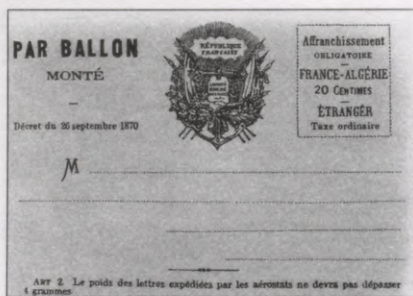 PAR BALLON
MONTÉ
Décret du 26 septembre 1870
RÉPUBLIQUE
FRANÇAISE
Affranchissement
OBLIGATOIRE
FRANCE-ALGÉRIE
20 CENTIMES
ÉTRANGER
Taxe ordinaire
M
ART 2. Le poids des lettres expédiées par les aérostats ne devra pas dépasser
4 grammes